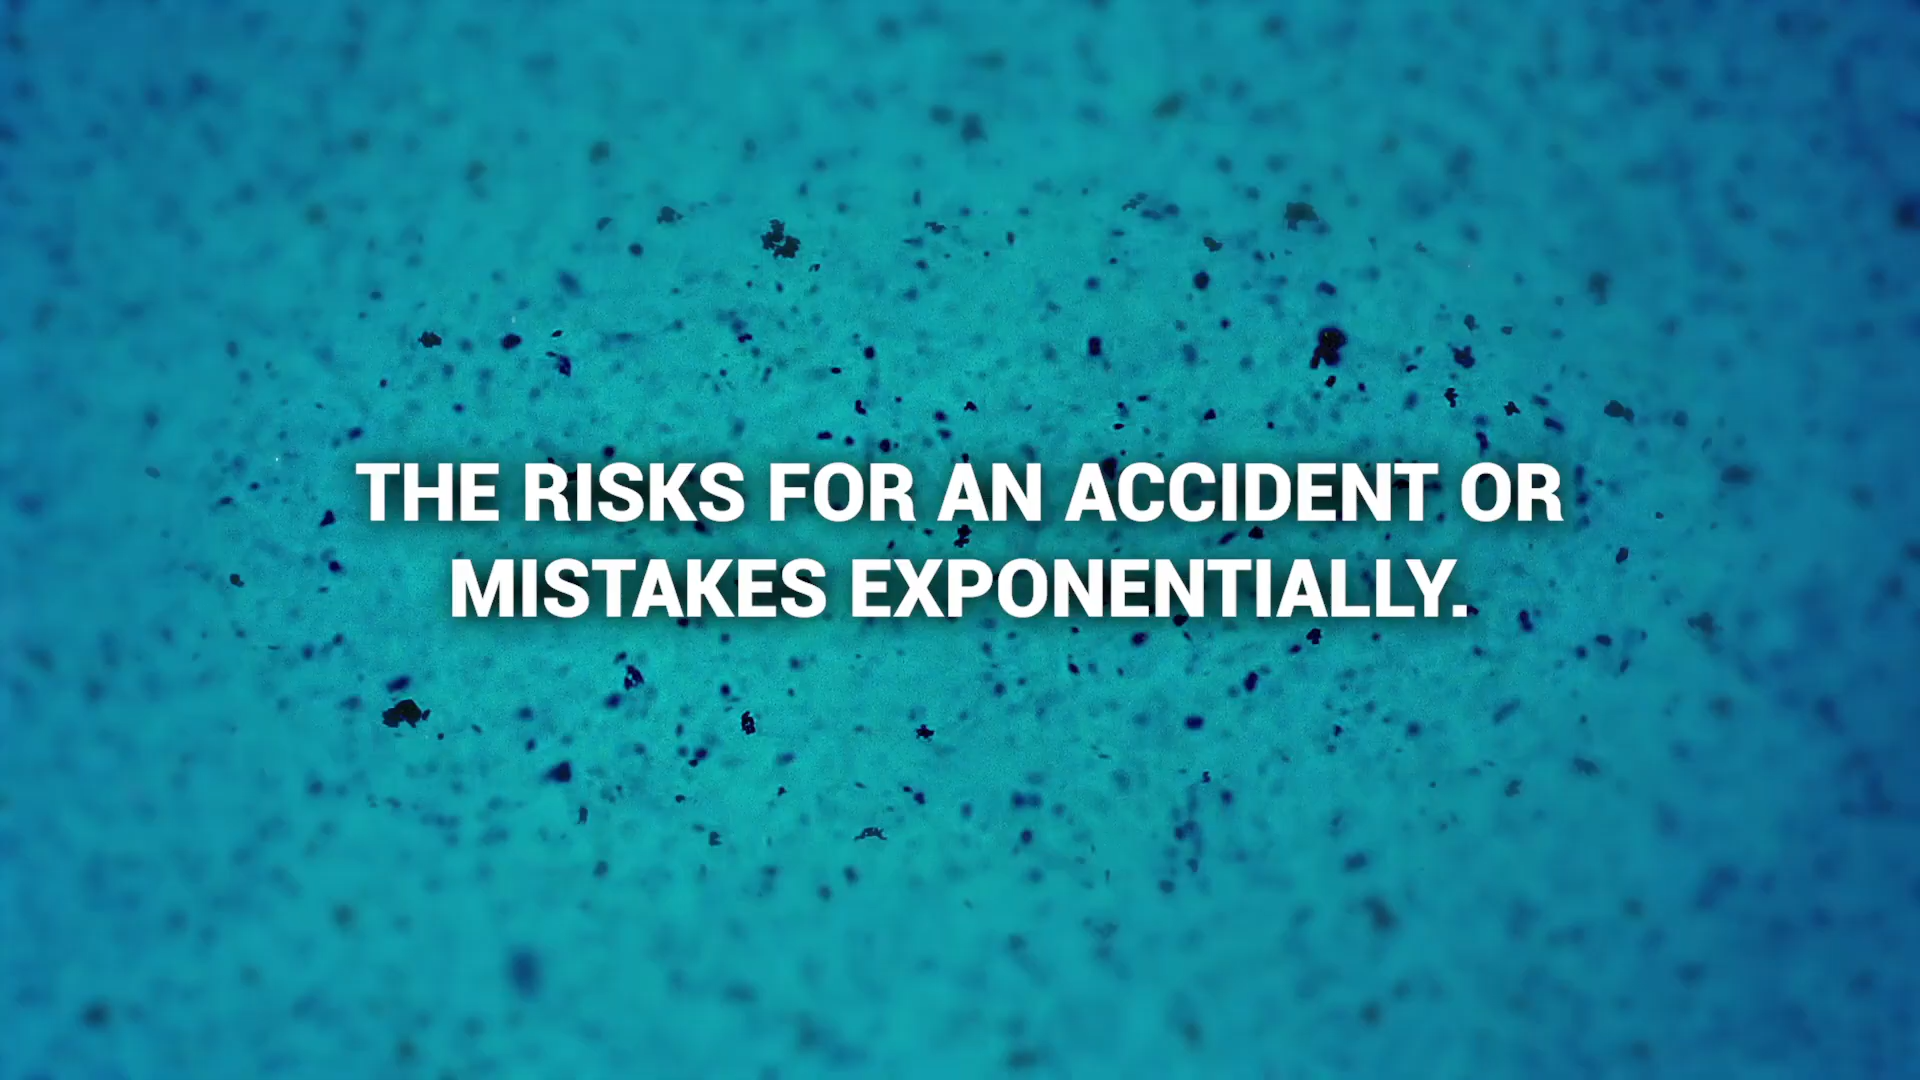 THE RISKS FOR AN ACCIDENT OR
MISTAKES EXPONENTIALLY.